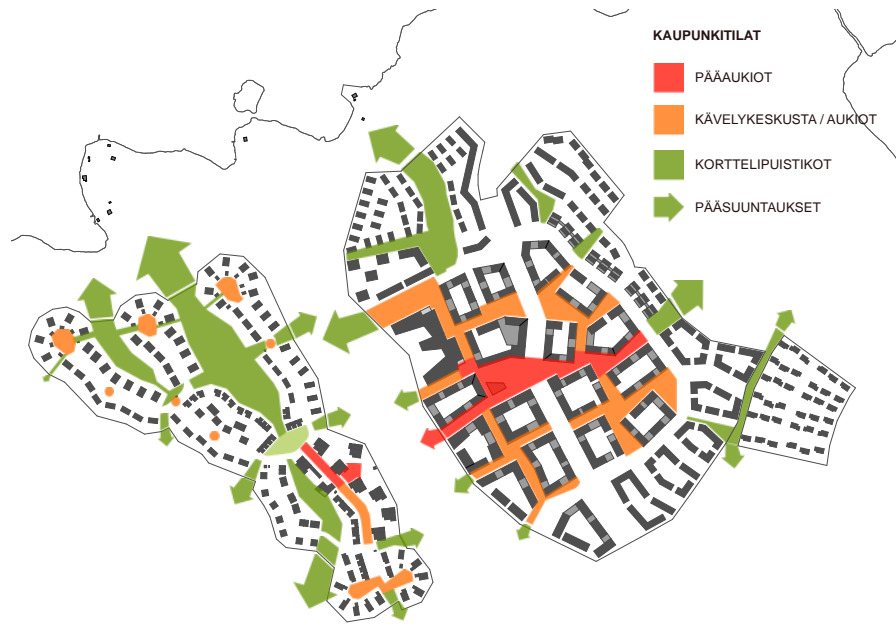 KAUPUNKITILAT
PÄÄAUKIOT
KÄVELYKESKUSTA / AUKIOT
KORTTELIPUISTIKOT
PÄÄSUUNTAUKSET